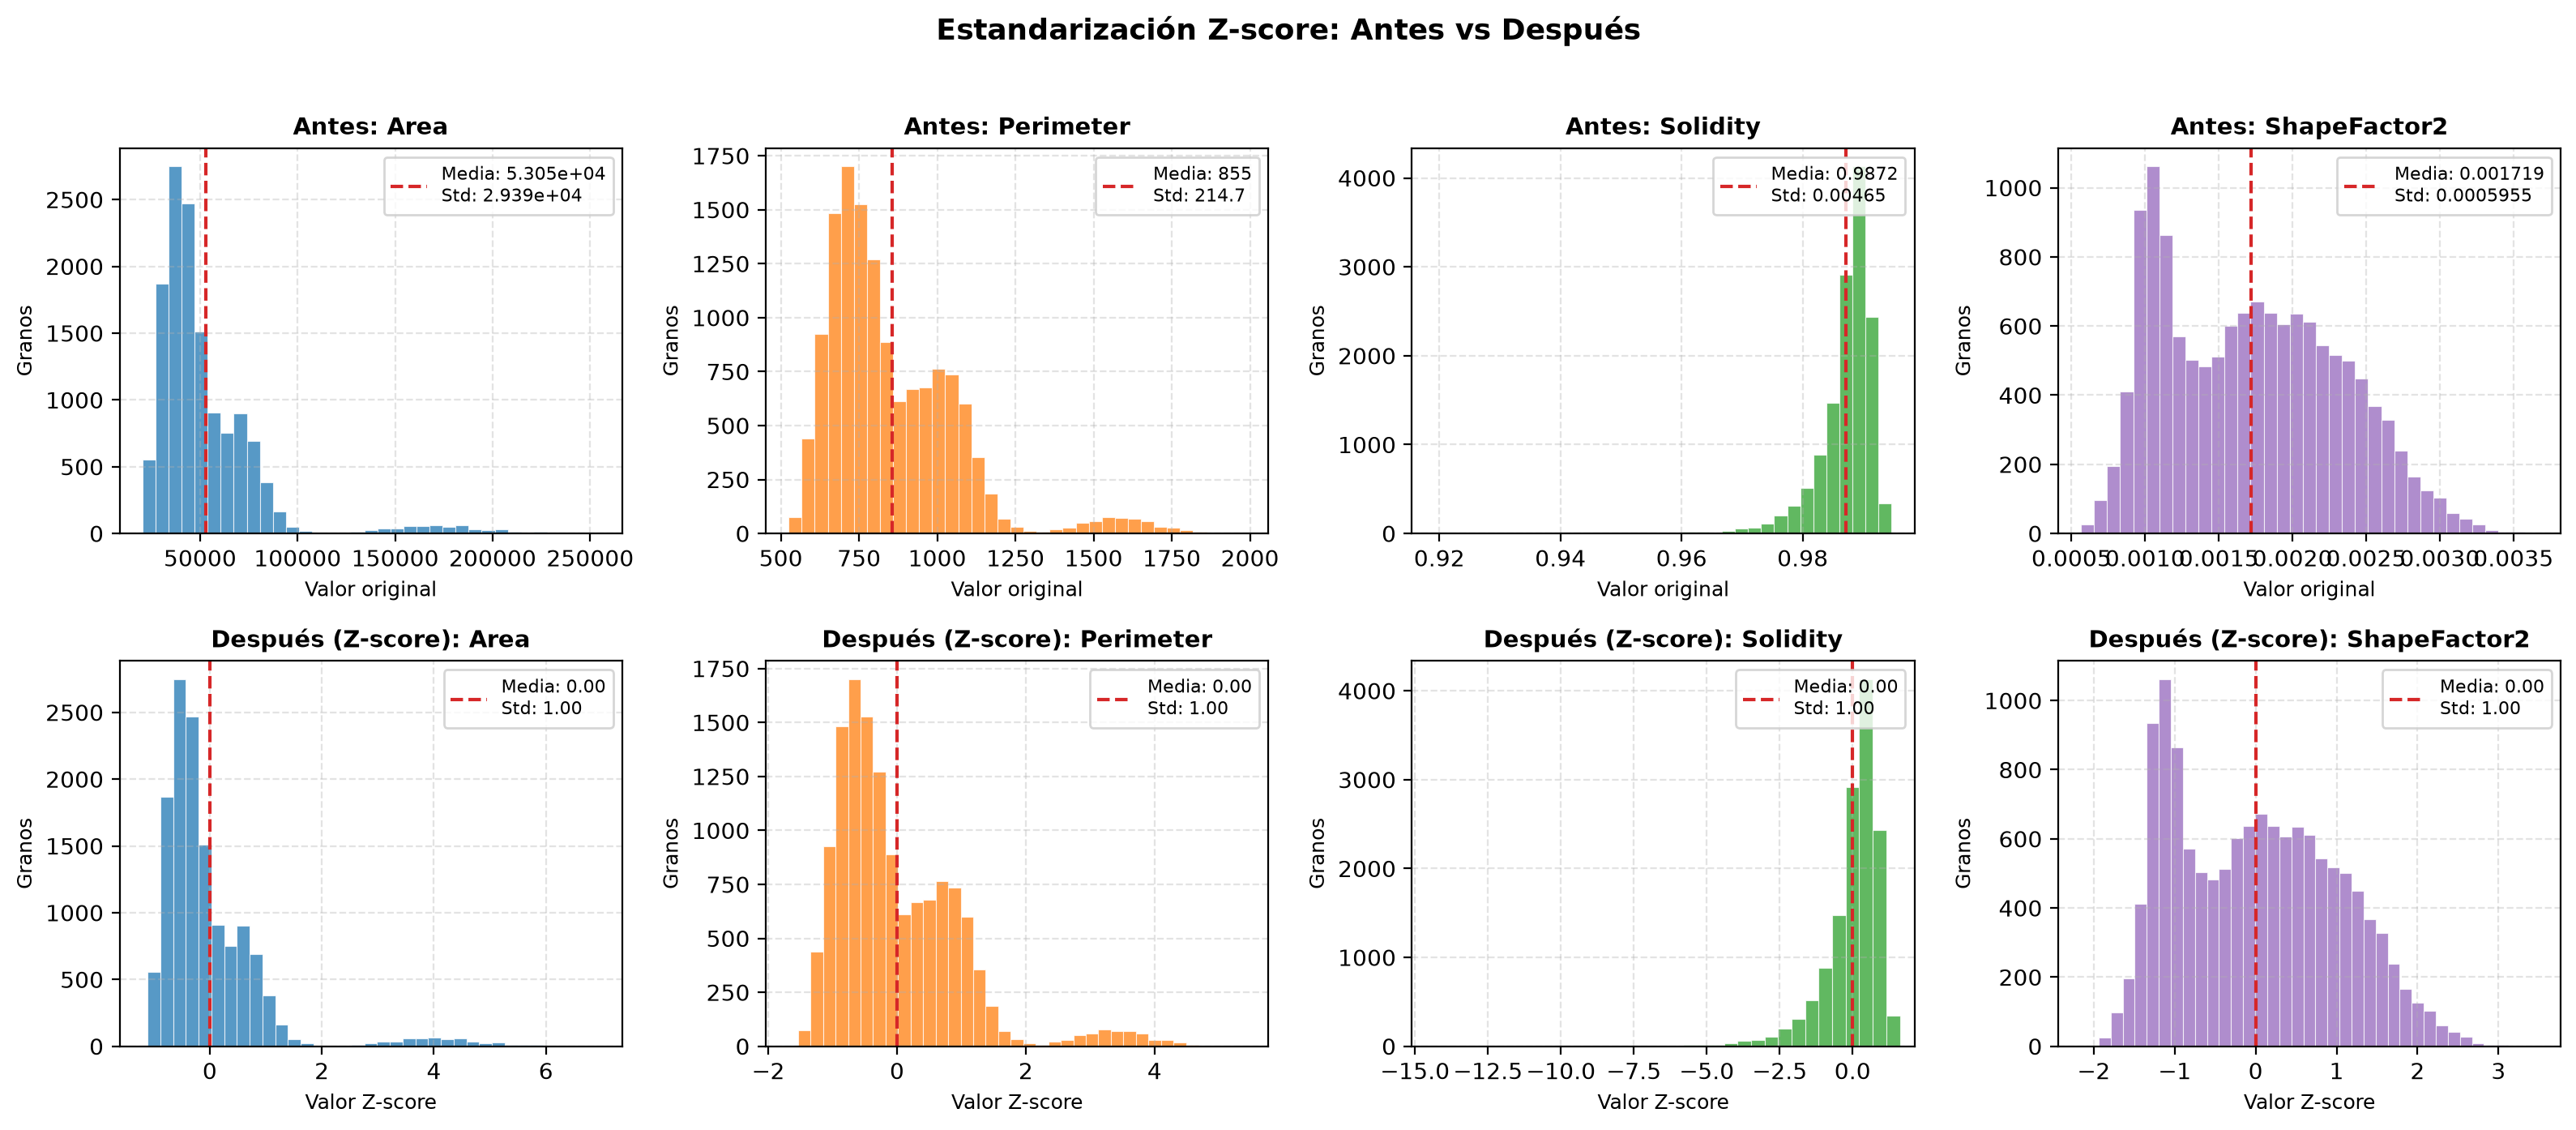 Estandarización Z-score: Antes vs Después
Antes: Area
Media: 5.305e+04
Std: 2.939e+04
Granos
0
500
1000
1500
2000
2500
50000 100000 150000 200000 250000
Valor original
Antes: Perimeter
Media: 855
Std: 214.7
Granos
0
250
500
750
1000
1250
1500
1750
500 750 1000 1250 1500 1750 2000
Valor original
Antes: Solidity
Media: 0.9872
Std: 0.00465
Granos
0
1000
2000
3000
4000
0.92 0.94 0.96 0.98
Valor original
Antes: ShapeFactor2
Media: 0.001719
Std: 0.0005955
Granos
0
200
400
600
800
1000
0.0005 0.0010 0.0015 0.0020 0.0025 0.0030 0.0035
Valor original
Después (Z-score): Area
Media: 0.00
Std: 1.00
Granos
0
500
1000
1500
2000
2500
0 2 4 6
Valor Z-score
Después (Z-score): Perimeter
Media: 0.00
Std: 1.00
Granos
0
250
500
750
1000
1250
1500
1750
−2 0 2 4
Valor Z-score
Después (Z-score): Solidity
Media: 0.00
Std: 1.00
Granos
0
1000
2000
3000
4000
−15.0 −12.5 −10.0 −7.5 −5.0 −2.5 0.0
Valor Z-score
Después (Z-score): ShapeFactor2
Media: 0.00
Std: 1.00
Granos
0
200
400
600
800
1000
−2 −1 0 1 2 3
Valor Z-score